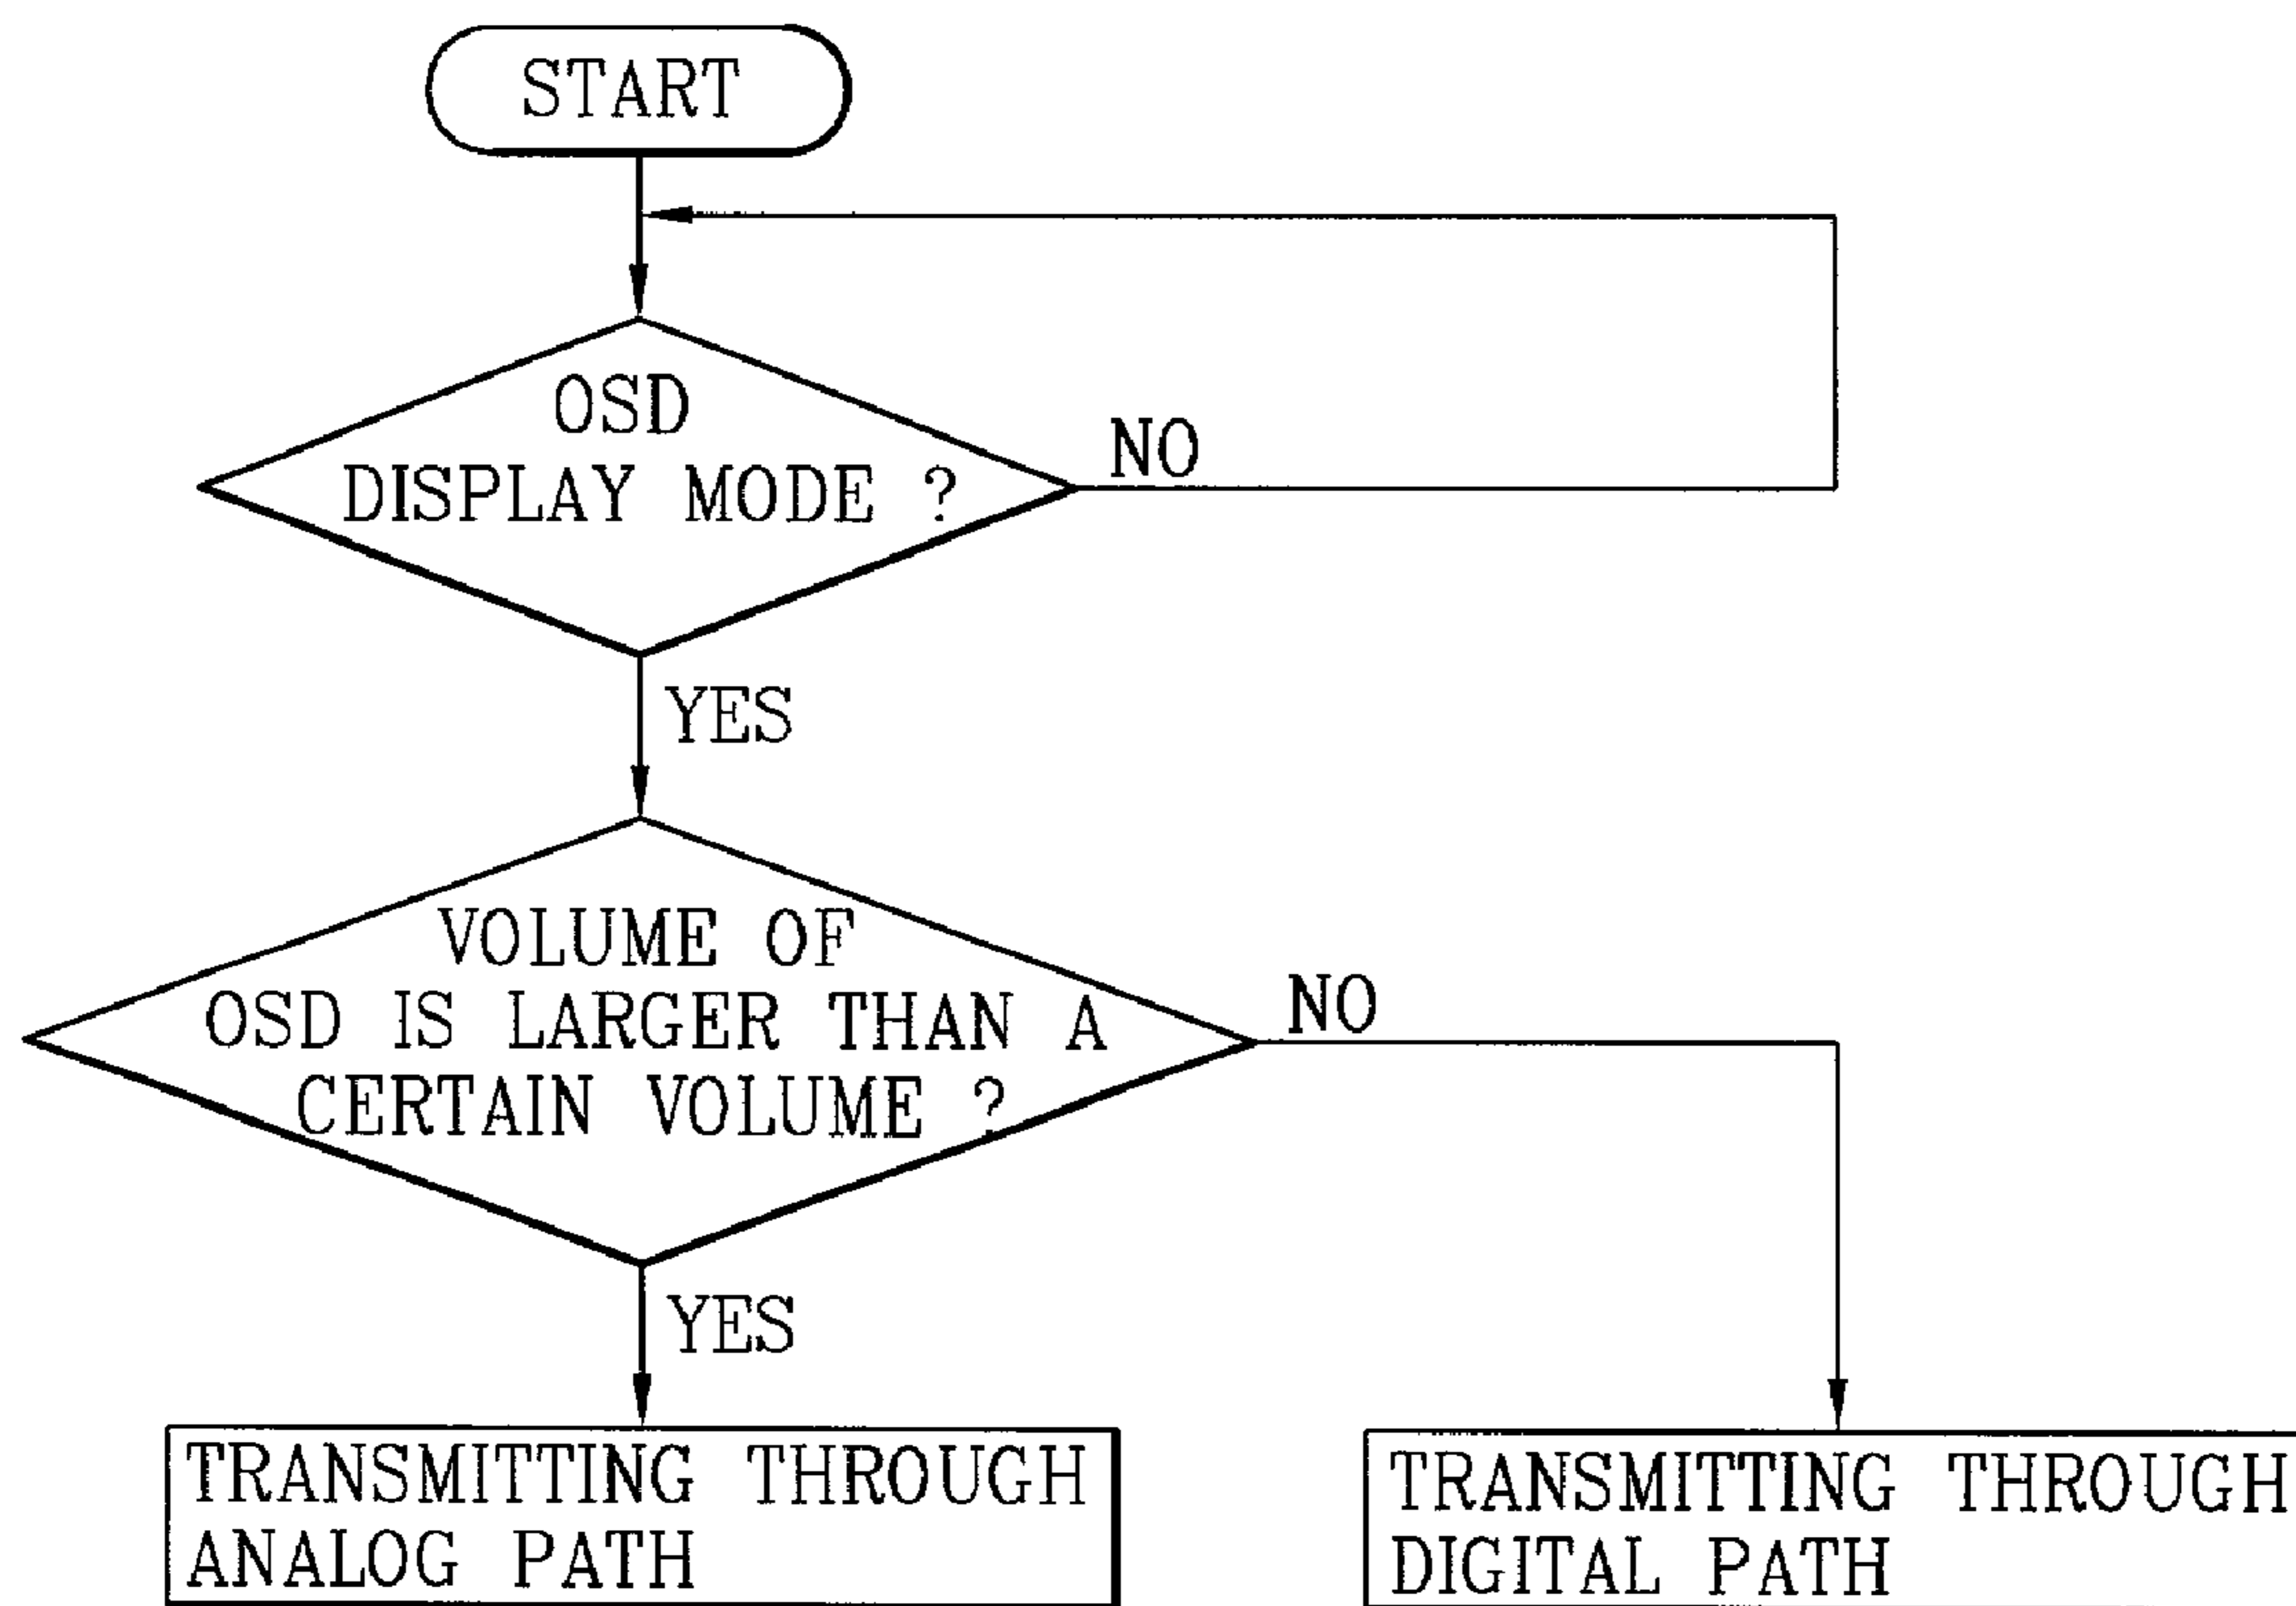 START
OSD
DISPLAY MODE ?
NO
YES
VOLUME OF
OSD IS LARGER THAN A
CERTAIN VOLUME ?
NO
YES
TRANSMITTING THROUGH
ANALOG PATH
TRANSMITTING THROUGH
DIGITAL PATH